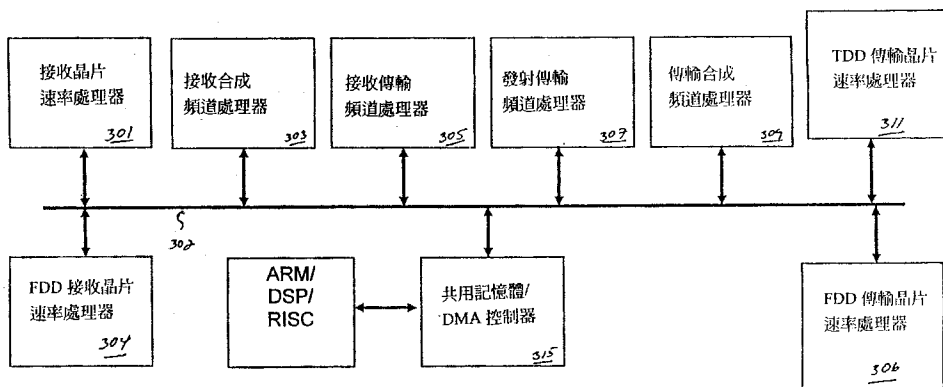 接收晶片
速率處理器
301
接收合成
頻道處理器
303
接收傳輸
頻道處理器
305
發射傳輸
頻道處理器
307
傳輸合成
頻道處理器
309
TDD 傳輸晶片
速率處理器
311
302
FDD 接收晶片
速率處理器
304
ARM/
DSP/
RISC
共用記憶體/
DMA 控制器
315
FDD 傳輸晶片
速率處理器
306